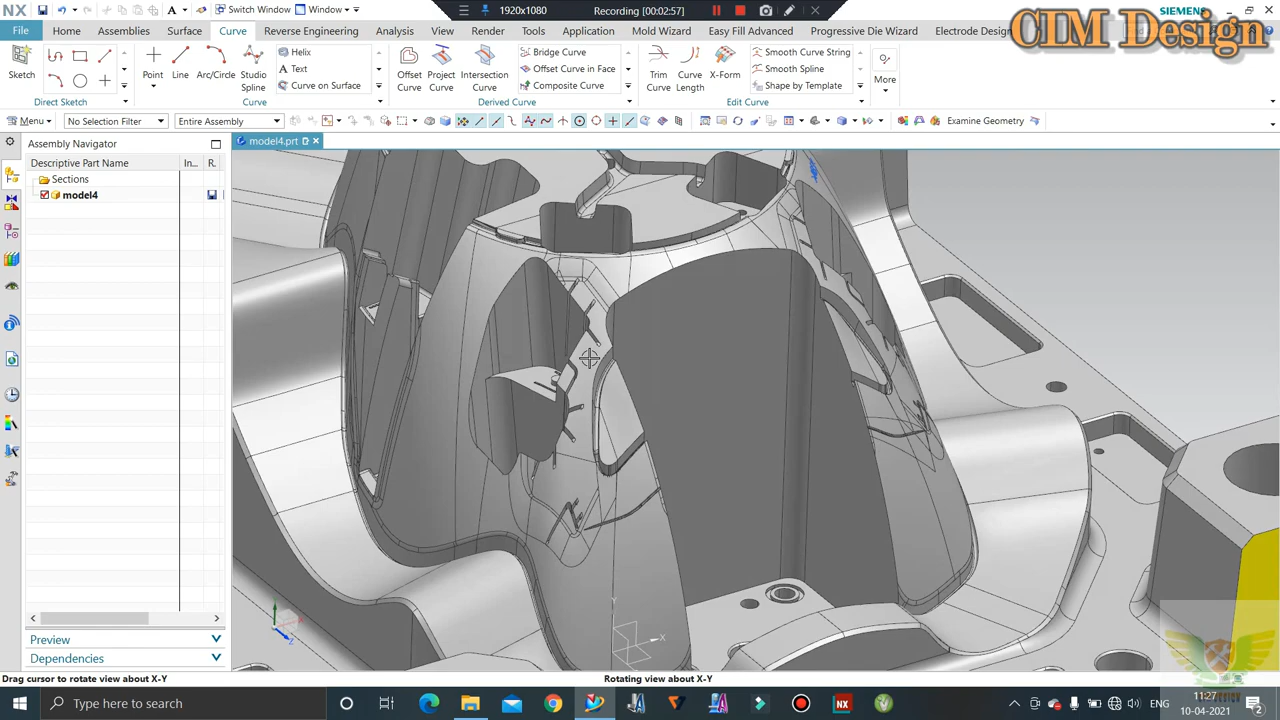 NX
Switch Window
Window
1920x1080
Recording [00:02:57]
SIEMENS
CIM Design
File
Home
Assemblies
Surface
Curve
Reverse Engineering
Analysis
View
Render
Tools
Application
Mold Wizard
Easy Fill Advanced
Progressive Die Wizard
Electrode Design
Sketch
Point
Line
Arc/Circle
Studio Spline
Helix
Text
Curve on Surface
Offset Curve
Project Curve
Intersection Curve
Bridge Curve
Offset Curve in Face
Composite Curve
Trim Curve
Curve Length
X-Form
Smooth Curve String
Smooth Spline
Shape by Template
More
Direct Sketch
Curve
Derived Curve
Edit Curve
Menu
No Selection Filter
Entire Assembly
Examine Geometry
Assembly Navigator
model4.prt
Descriptive Part Name
In...
R.
Sections
model4
Y
X
X
Z
Preview
Dependencies
Drag cursor to rotate view about X-Y
Rotating view about X-Y
Type here to search
NX
ENG
11:27
10-04-2021
2